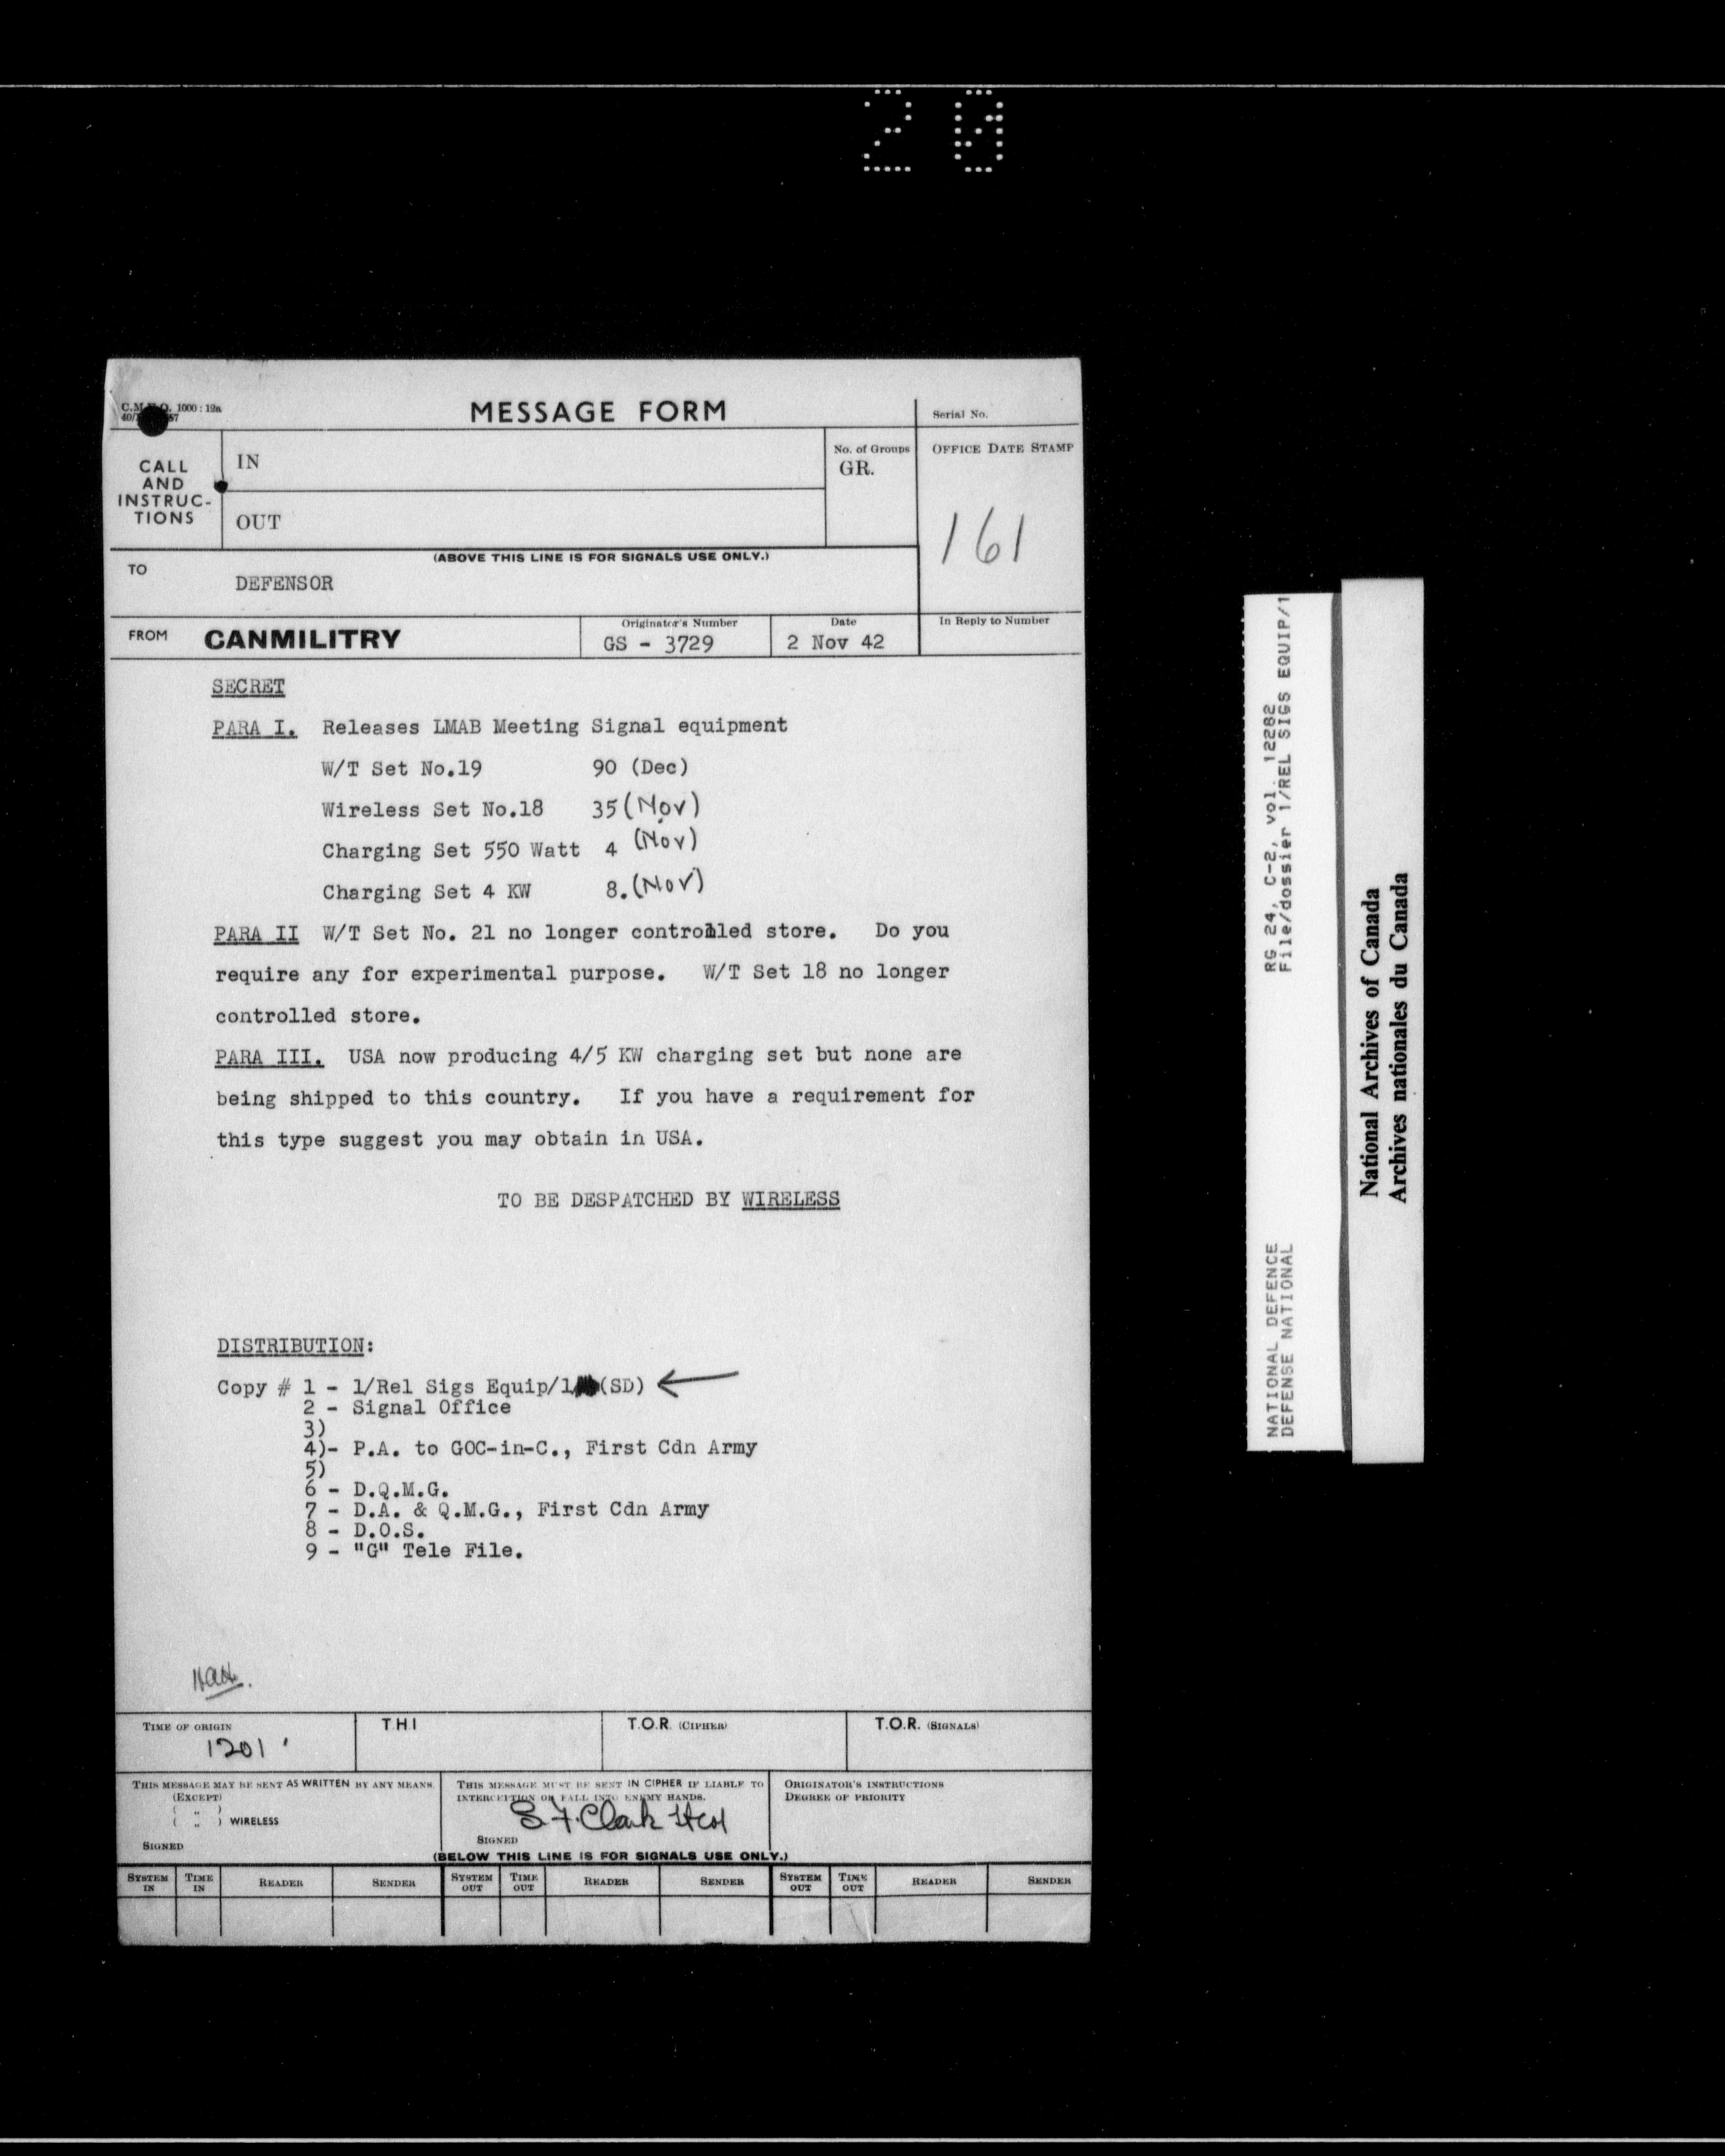 20
MESSAGE FORM
Serial No.
1000 : 12a
CALL AND INSTRUC-TIONS
IN
No. of Groups
GR.
OFFICE DATE STAMP
OUT
161
(ABOVE THIS LINE IS FOR SIGNALS USE ONLY.)
TO
DEFENSOR
FROM CANMILITRY
Originator's Number
GS - 3729
Date
2 Nov 42
In Reply to Number
SECRET
PARA I. Releases LMAB Meeting Signal equipment
W/T Set No.19 90 (Dec)
Wireless Set No.18 35 (Nov)
Charging Set 550 Watt 4 (Nov)
Charging Set 4 KW 8. (Nov)
PARA II W/T Set No. 21 no longer controlled store. Do you
require any for experimental purpose. W/T Set 18 no longer
controlled store.
PARA III. USA now producing 4/5 KW charging set but none are
being shipped to this country. If you have a requirement for
this type suggest you may obtain in USA.
TO BE DESPATCHED BY WIRELESS
DISTRIBUTION:
Copy # 1 - 1/Rel Sigs Equip/1 (SD)
2 - Signal Office
3)
4)- P.A. to GOC-in-C., First Cdn Army
5)
6 - D.Q.M.G.
7 - D.A. & Q.M.G., First Cdn Army
8 - D.O.S.
9 - "G" Tele File.
TIME OF ORIGIN
1201
T.H.I
T.O.R. (CIPHER)
T.O.R. (SIGNALS)
THIS MESSAGE MAY BE SENT AS WRITTEN BY ANY MEANS
(EXCEPT)
( " )
( " ) WIRELESS
SIGNED
THIS MESSAGE MUST BE SENT IN CIPHER IF LIABLE TO
INTERCEPTION OR FALL INTO ENEMY HANDS.
S.F. Clark Ltcol
SIGNED
ORIGINATOR'S INSTRUCTIONS
DEGREE OF PRIORITY
(BELOW THIS LINE IS FOR SIGNALS USE ONLY.)
SYSTEM IN TIME IN READER SENDER SYSTEM OUT TIME OUT READER SENDER SYSTEM OUT TIME OUT READER SENDER
NATIONAL DEFENCE RG 24, C-2, vol. 12282
DEFENSE NATIONAL File/dossier 1/REL SIGS EQUIP/1
National Archives of Canada
Archives nationales du Canada